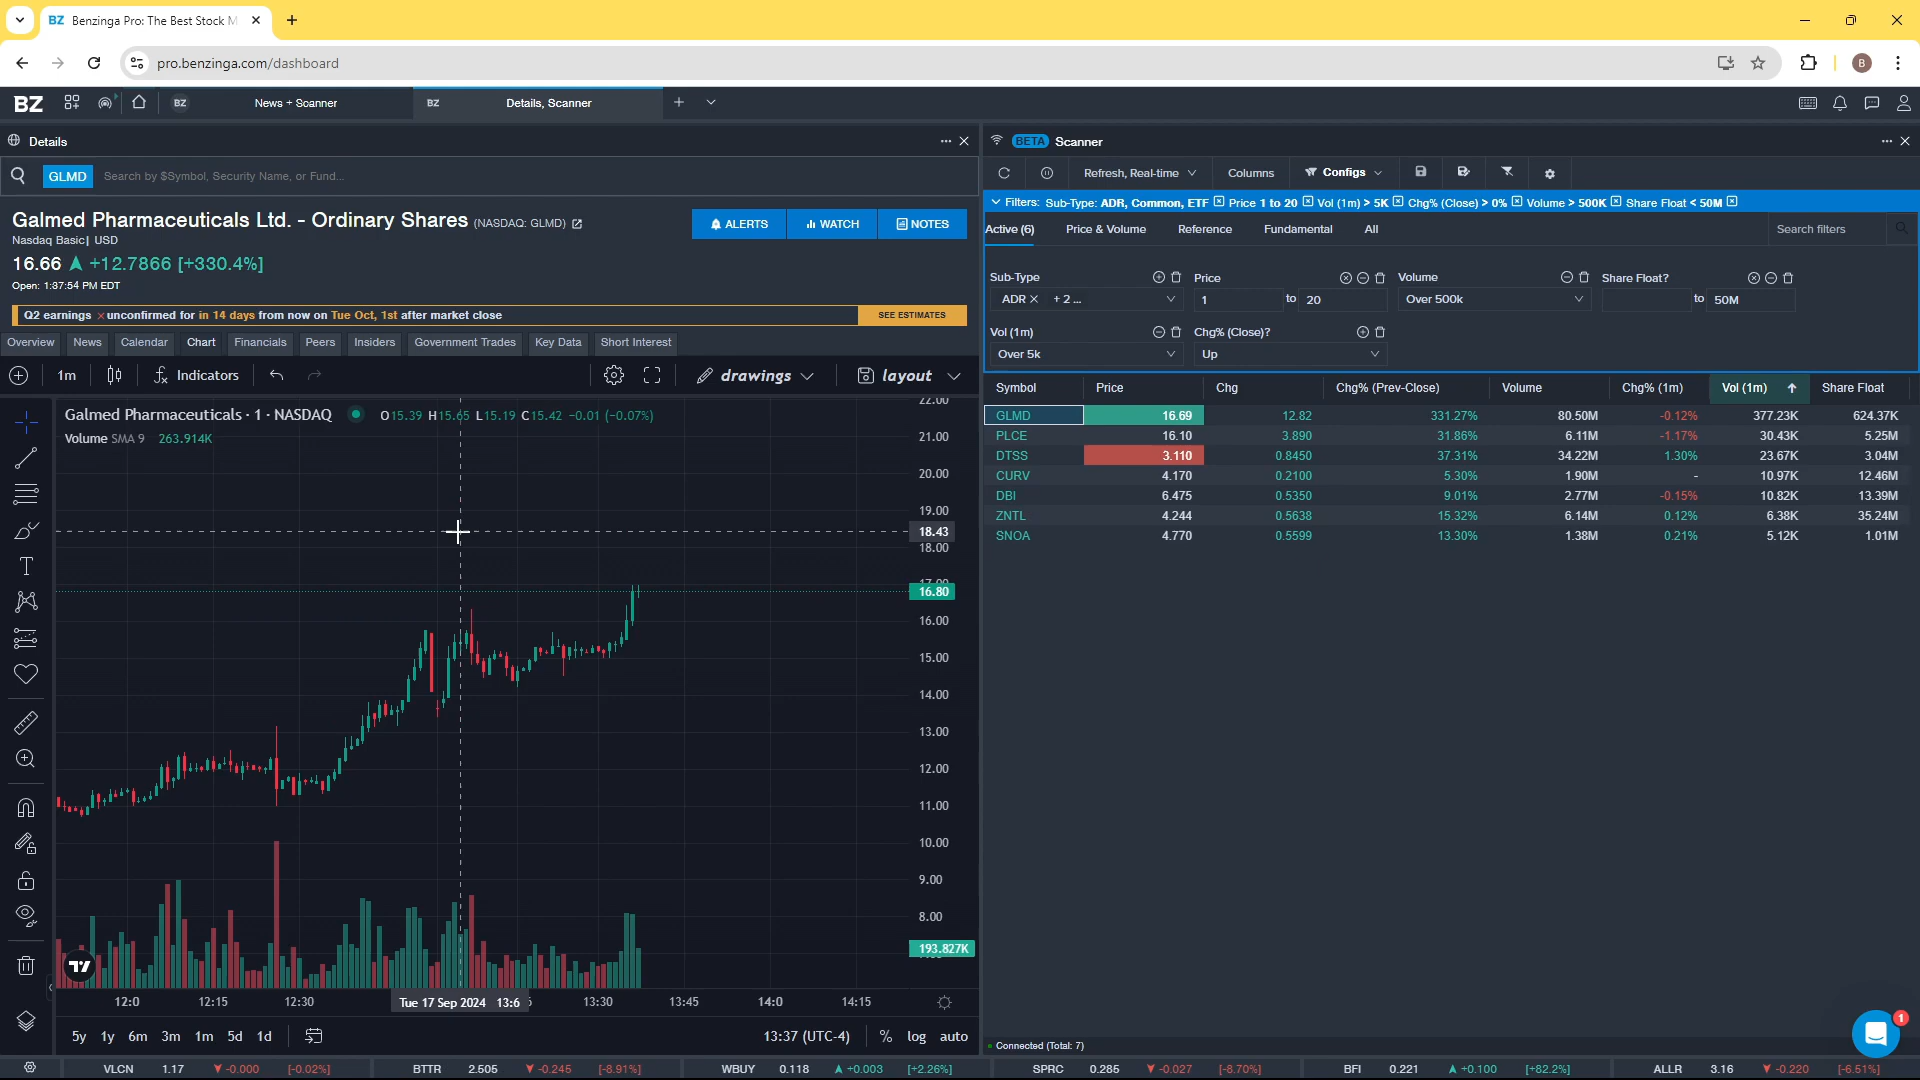 BZ Benzinga Pro: The Best Stock M
pro.benzinga.com/dashboard
B
BZ BZ News + Scanner BZ Details, Scanner
Details
GLMD Search by $Symbol, Security Name, or Fund...
Galmed Pharmaceuticals Ltd. - Ordinary Shares (NASDAQ: GLMD)
Nasdaq Basic| USD
16.66 +12.7866 [+330.4%]
Open: 1:37:54 PM EDT
ALERTS WATCH NOTES
Q2 earnings × unconfirmed for in 14 days from now on Tue Oct, 1st after market close SEE ESTIMATES
Overview News Calendar Chart Financials Peers Insiders Government Trades Key Data Short Interest
1m Indicators drawings layout
Galmed Pharmaceuticals · 1 · NASDAQ O15.39 H15.65 L15.19 C15.42 -0.01 (-0.07%)
Volume SMA 9 263.914K
22.00
21.00
20.00
19.00
18.43
18.00
17.00
16.80
16.00
15.00
14.00
13.00
12.00
11.00
10.00
9.00
8.00
193.827K
12:0 12:15 12:30 Tue 17 Sep 2024 13:6 13:30 13:45 14:0 14:15
5y 1y 6m 3m 1m 5d 1d 13:37 (UTC-4) % log auto
BETA Scanner
Refresh, Real-time Columns Configs
Filters: Sub-Type: ADR, Common, ETF Price 1 to 20 Vol (1m) > 5K Chg% (Close) > 0% Volume > 500K Share Float < 50M
Active (6) Price & Volume Reference Fundamental All Search filters
Sub-Type Price Volume Share Float?
ADR × + 2 ... 1 to 20 Over 500k to 50M
Vol (1m) Chg% (Close)?
Over 5k Up
Symbol Price Chg Chg% (Prev-Close) Volume Chg% (1m) Vol (1m) Share Float
GLMD 16.69 12.82 331.27% 80.50M -0.12% 377.23K 624.37K
PLCE 16.10 3.890 31.86% 6.11M -1.17% 30.43K 5.25M
DTSS 3.110 0.8450 37.31% 34.22M 1.30% 23.67K 3.04M
CURV 4.170 0.2100 5.30% 1.90M - 10.97K 12.46M
DBI 6.475 0.5350 9.01% 2.77M -0.15% 10.82K 13.39M
ZNTL 4.244 0.5638 15.32% 6.14M 0.12% 6.38K 35.24M
SNOA 4.770 0.5599 13.30% 1.38M 0.21% 5.12K 1.01M
Connected (Total: 7)
1
VLCN 1.17 -0.000 [-0.02%] BTTR 2.505 -0.245 [-8.91%] WBUY 0.118 +0.003 [+2.26%] SPRC 0.285 -0.027 [-8.70%] BFI 0.221 +0.100 [+82.2%] ALLR 3.16 -0.220 [-6.51%]